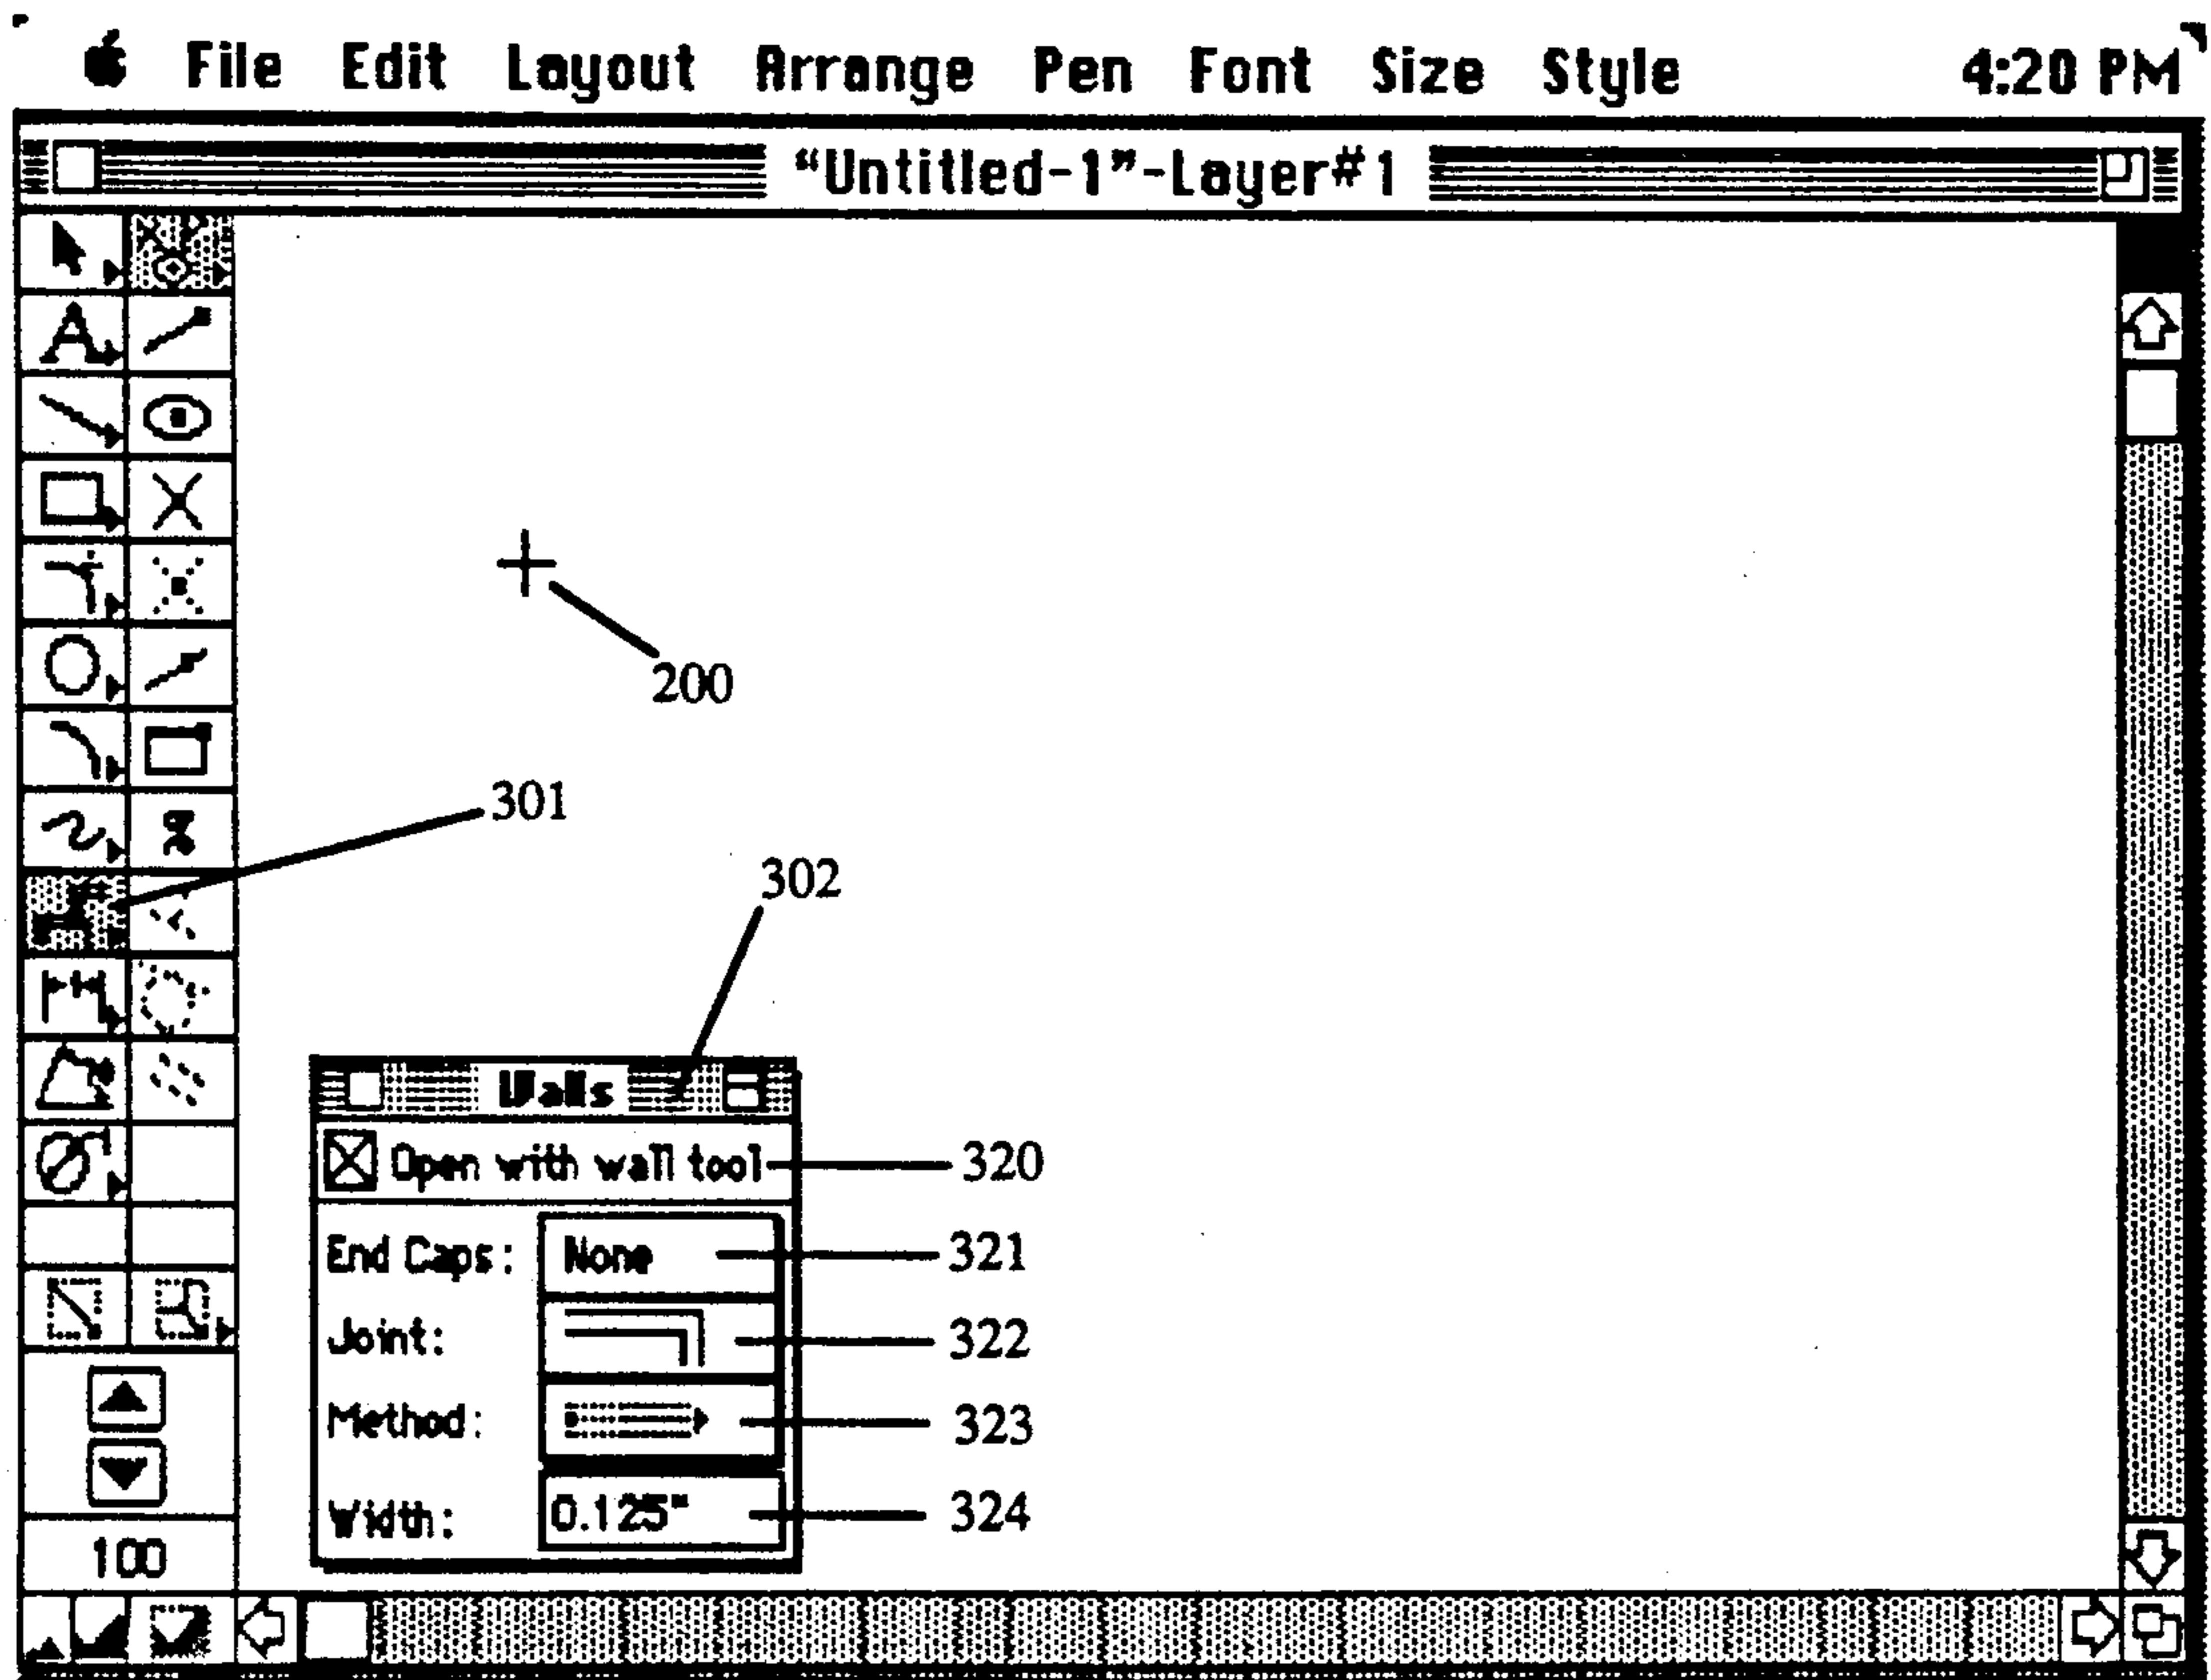 File Edit Layout Arrange Pen Font Size Style 4:20 PM
“Untitled-1”-Layer#1
A
200
301
302
Walls
Open with wall tool 320
End Caps: None 321
Joint: 322
Method: 323
Width: 0.125" 324
100